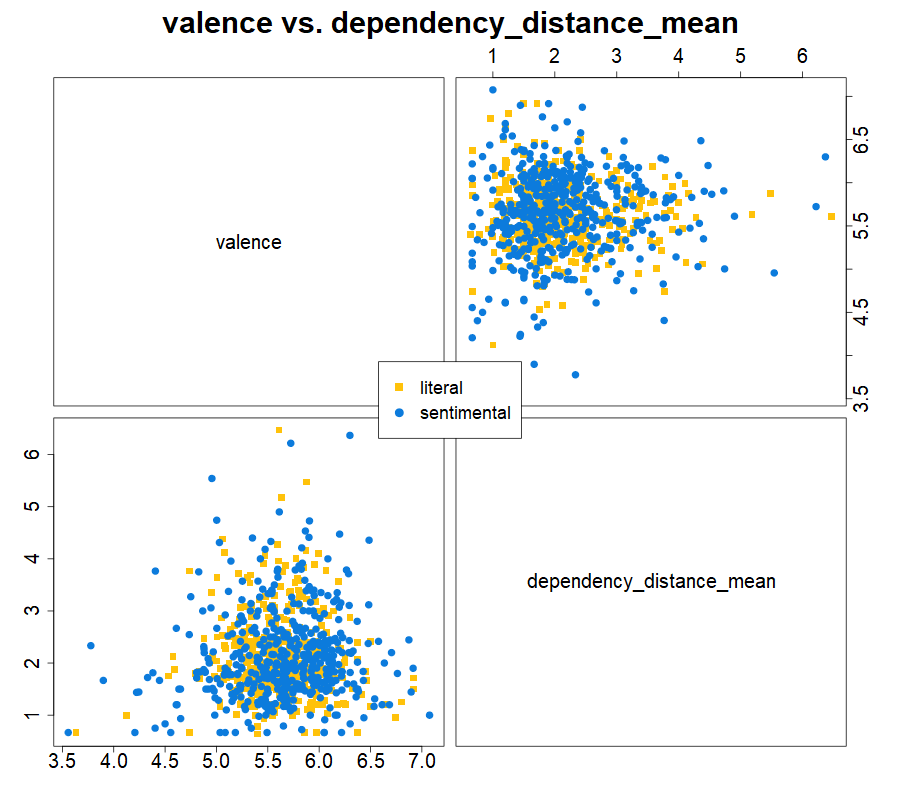 valence vs. dependency_distance_mean
1 2 3 4 5 6
valence
6.5
5.5
4.5
3.5
literal
sentimental
6
5
4
3
2
1
dependency_distance_mean
3.5 4.0 4.5 5.0 5.5 6.0 6.5 7.0